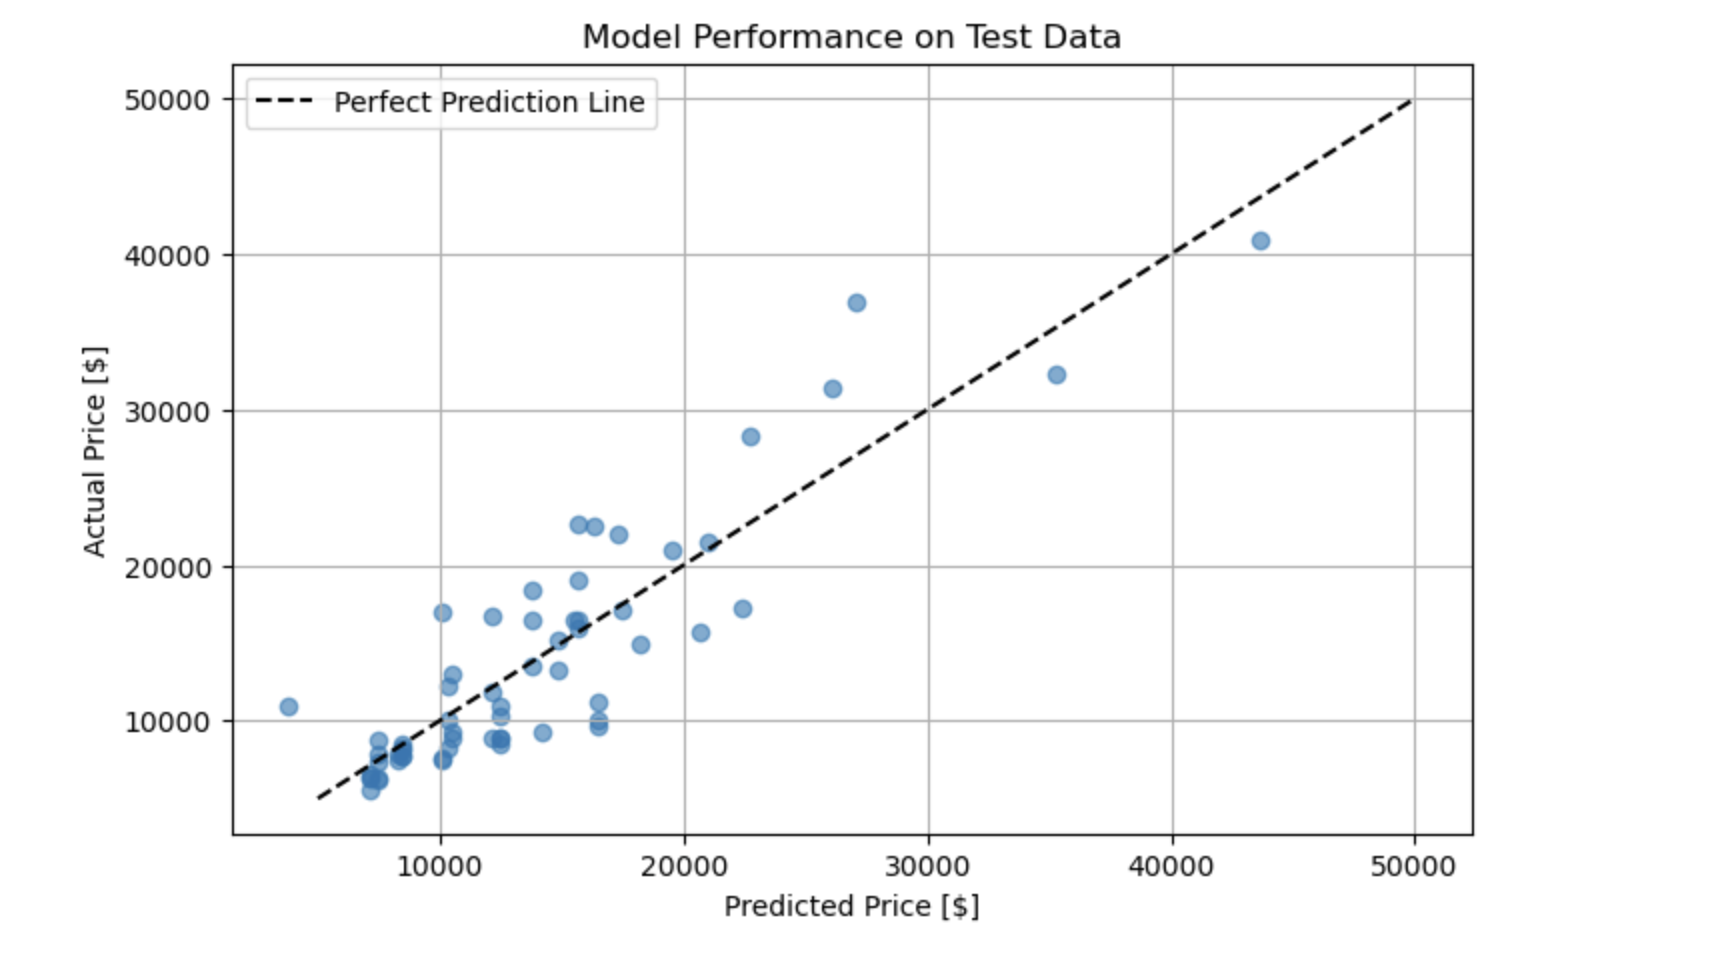 Model Performance on Test Data
Perfect Prediction Line
50000
40000
30000
20000
10000
Actual Price [$]
10000 20000 30000 40000 50000
Predicted Price [$]